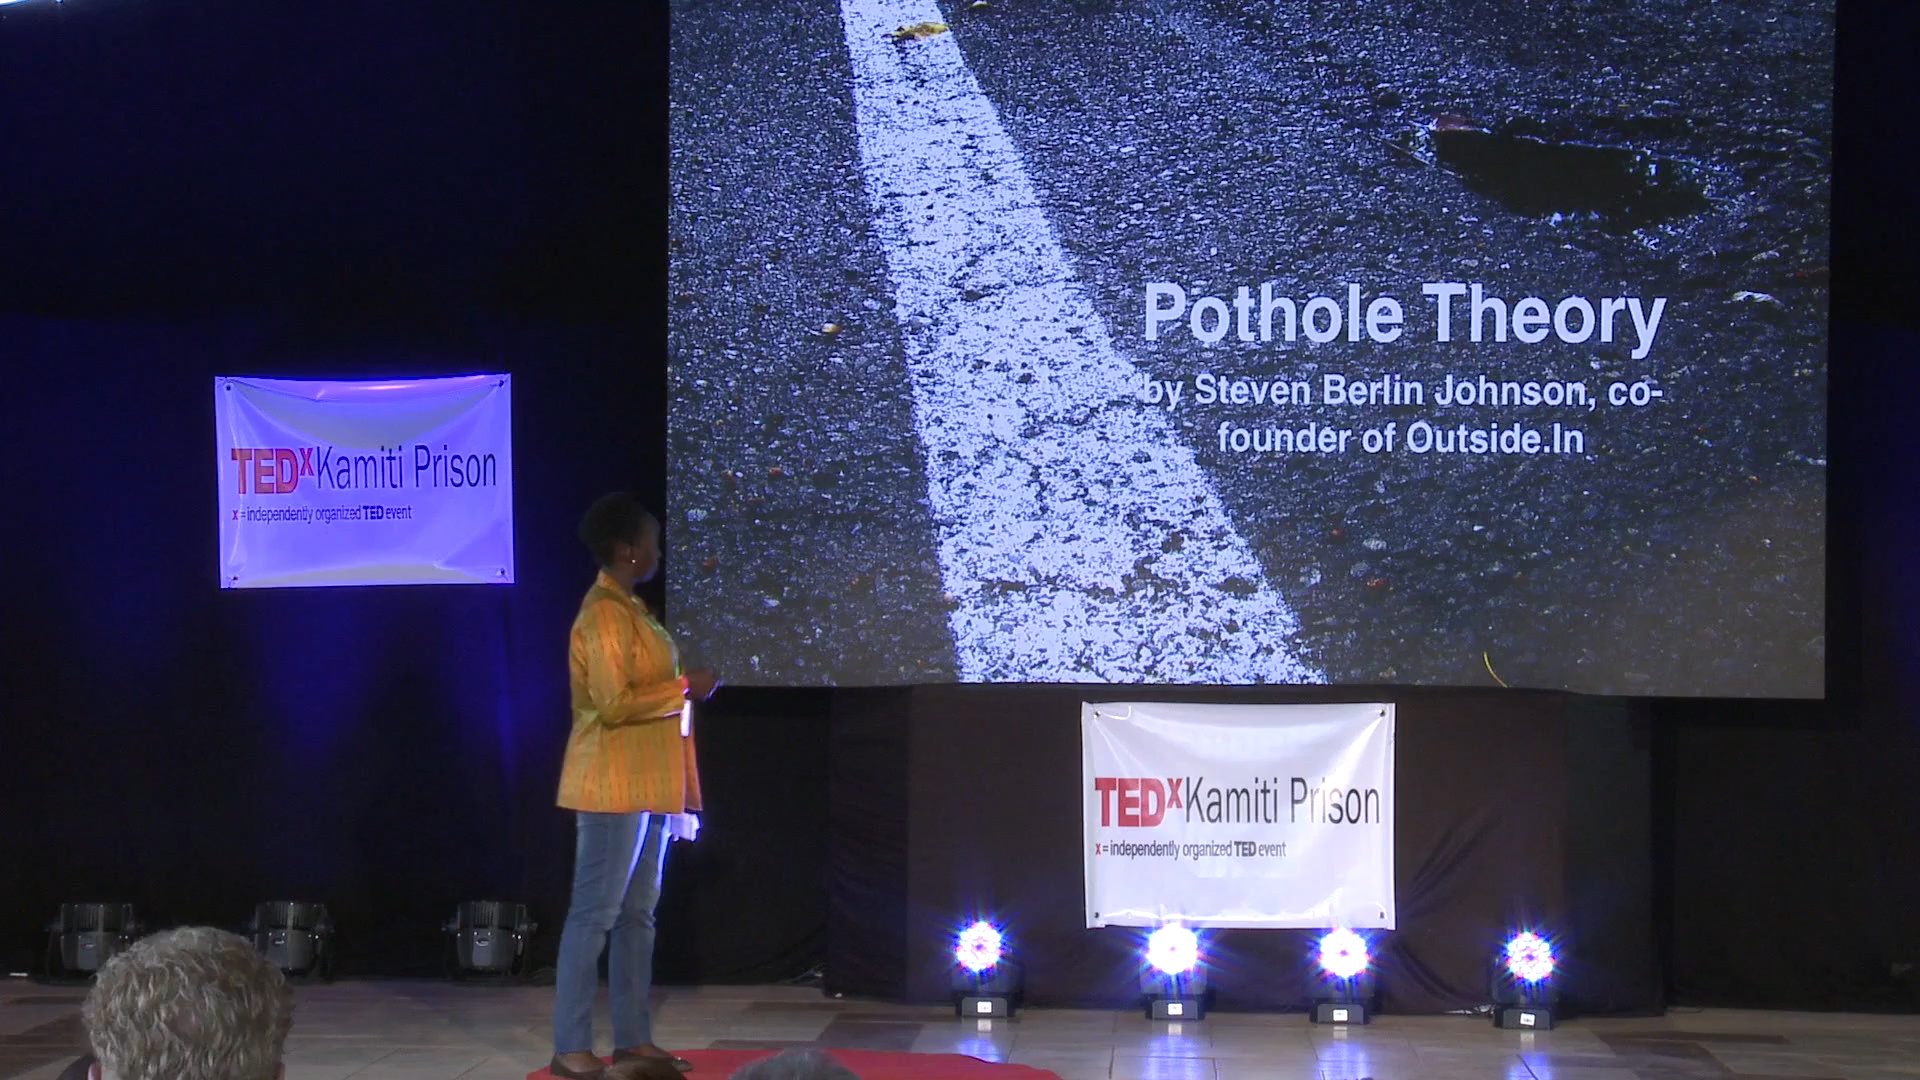 Pothole Theory
by Steven Berlin Johnson, co-
founder of Outside.In
TEDxKamiti Prison
x=independently organized TED event
TEDxKamiti Prison
x=independently organized TED event